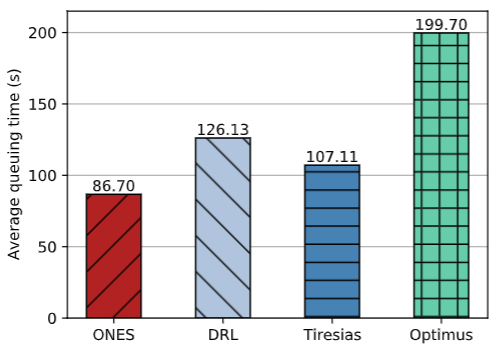 Average queuing time (s)
200
150
100
50
0
86.70
126.13
107.11
199.70
ONES
DRL
Tiresias
Optimus